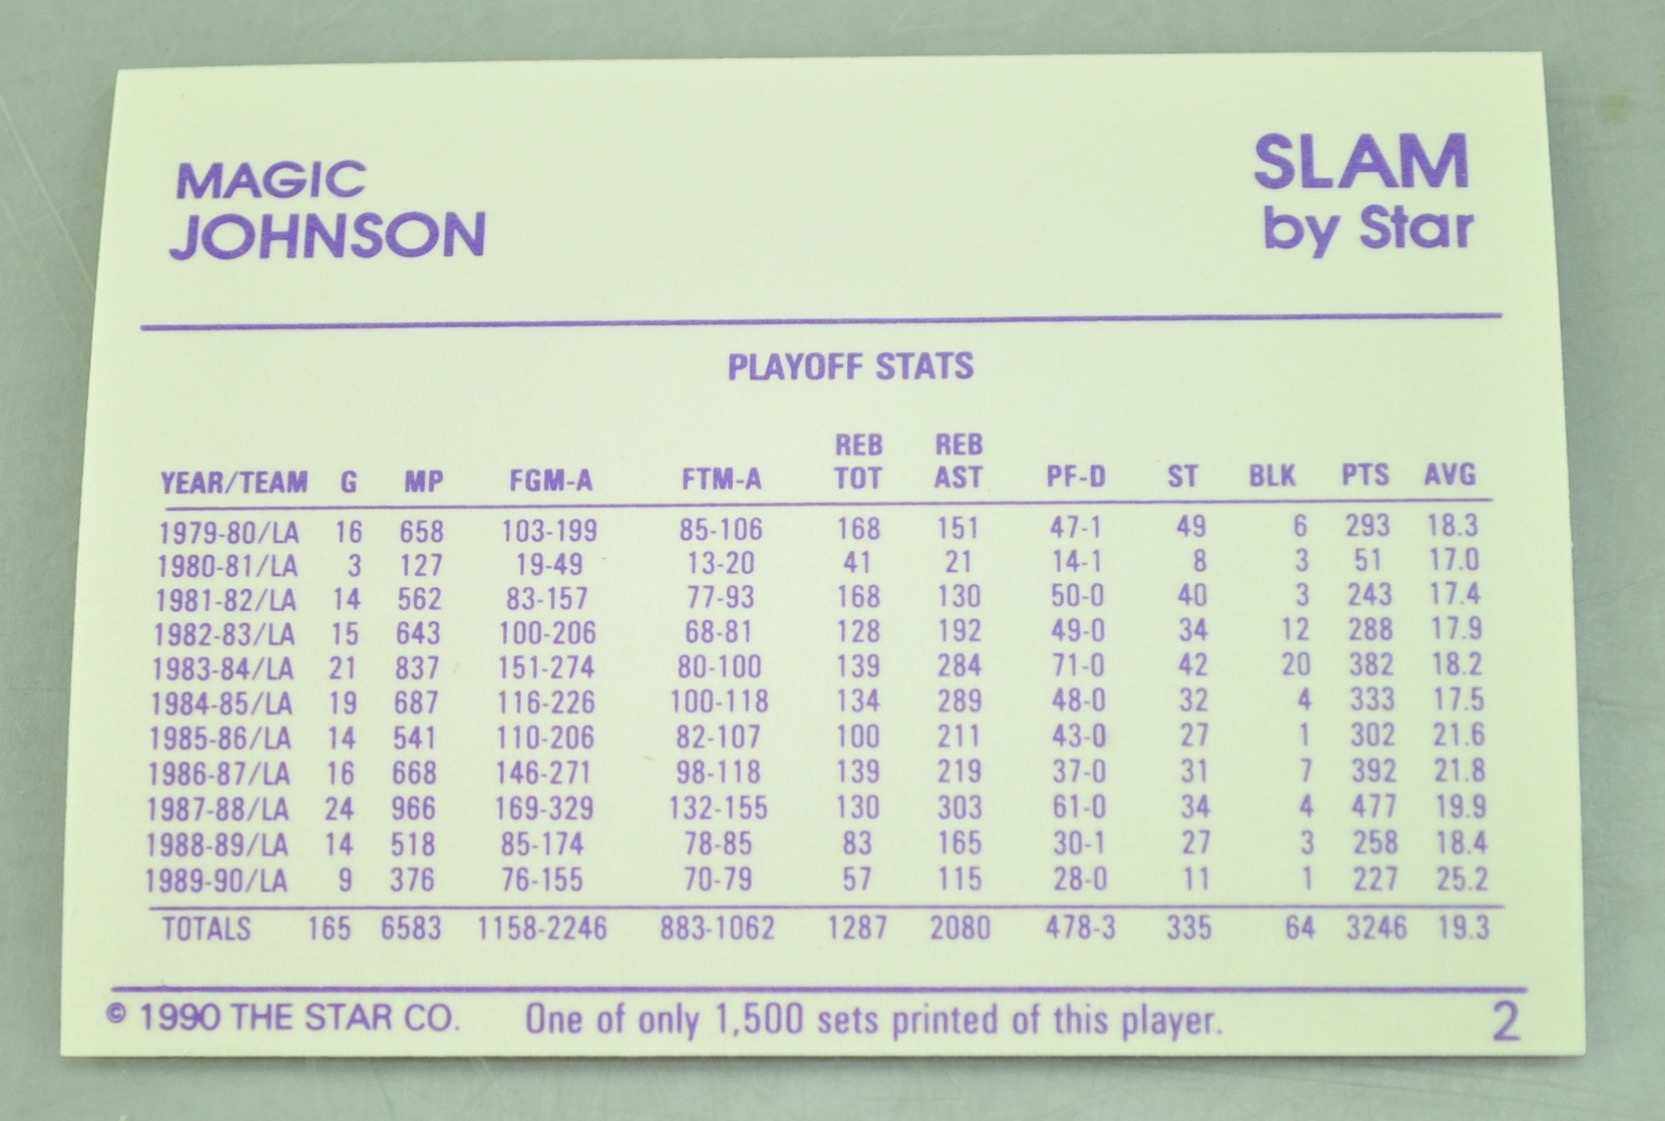 MAGIC
JOHNSON
SLAM
by Star
PLAYOFF STATS
REB REB
YEAR/TEAM G MP FGM-A FTM-A TOT AST PF-D ST BLK PTS AVG
1979-80/LA 16 658 103-199 85-106 168 151 47-1 49 6 293 18.3
1980-81/LA 3 127 19-49 13-20 41 21 14-1 8 3 51 17.0
1981-82/LA 14 562 83-157 77-93 168 130 50-0 40 3 243 17.4
1982-83/LA 15 643 100-206 68-81 128 192 49-0 34 12 288 17.9
1983-84/LA 21 837 151-274 80-100 139 284 71-0 42 20 382 18.2
1984-85/LA 19 687 116-226 100-118 134 289 48-0 32 4 333 17.5
1985-86/LA 14 541 110-206 82-107 100 211 43-0 27 1 302 21.6
1986-87/LA 16 668 146-271 98-118 139 219 37-0 31 7 392 21.8
1987-88/LA 24 966 169-329 132-155 130 303 61-0 34 4 477 19.9
1988-89/LA 14 518 85-174 78-85 83 165 30-1 27 3 258 18.4
1989-90/LA 9 376 76-155 70-79 57 115 28-0 11 1 227 25.2
TOTALS 165 6583 1158-2246 883-1062 1287 2080 478-3 335 64 3246 19.3
© 1990 THE STAR CO. One of only 1,500 sets printed of this player. 2